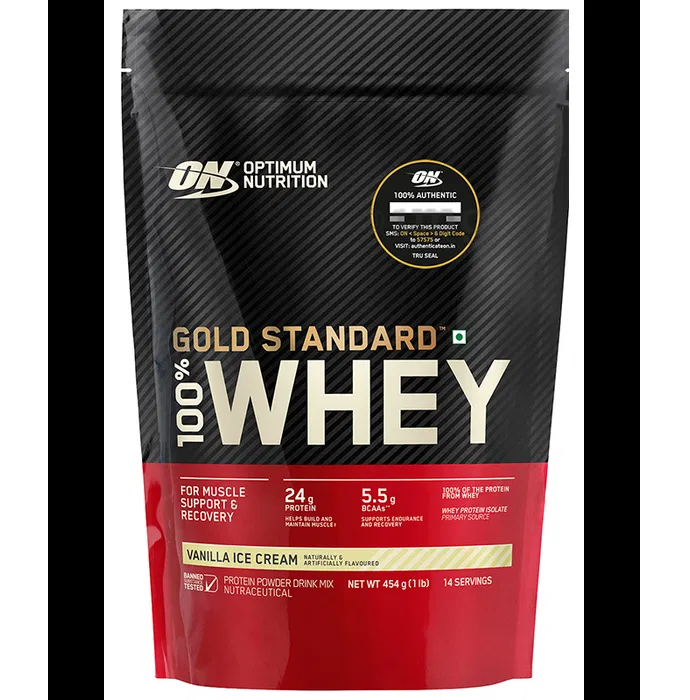 ON® OPTIMUM
NUTRITION
ON
100% AUTHENTIC
TO VERIFY THIS PRODUCT
SMS: ON < Space > 6 Digit Code
to 57575 or
VISIT: authenticateon.in
TRU SEAL
GOLD STANDARD™
100% WHEY
FOR MUSCLE
SUPPORT &
RECOVERY
24g
PROTEIN
HELPS BUILD AND
MAINTAIN MUSCLE‡
5.5g
BCAAs**
SUPPORTS ENDURANCE
AND RECOVERY
100% OF THE PROTEIN
FROM WHEY
WHEY PROTEIN ISOLATE
PRIMARY SOURCE
VANILLA ICE CREAM
NATURALLY &
ARTIFICIALLY FLAVOURED
BANNED
SUBSTANCE
TESTED
PROTEIN POWDER DRINK MIX
NUTRACEUTICAL
NET WT 454 g (1 lb)
14 SERVINGS